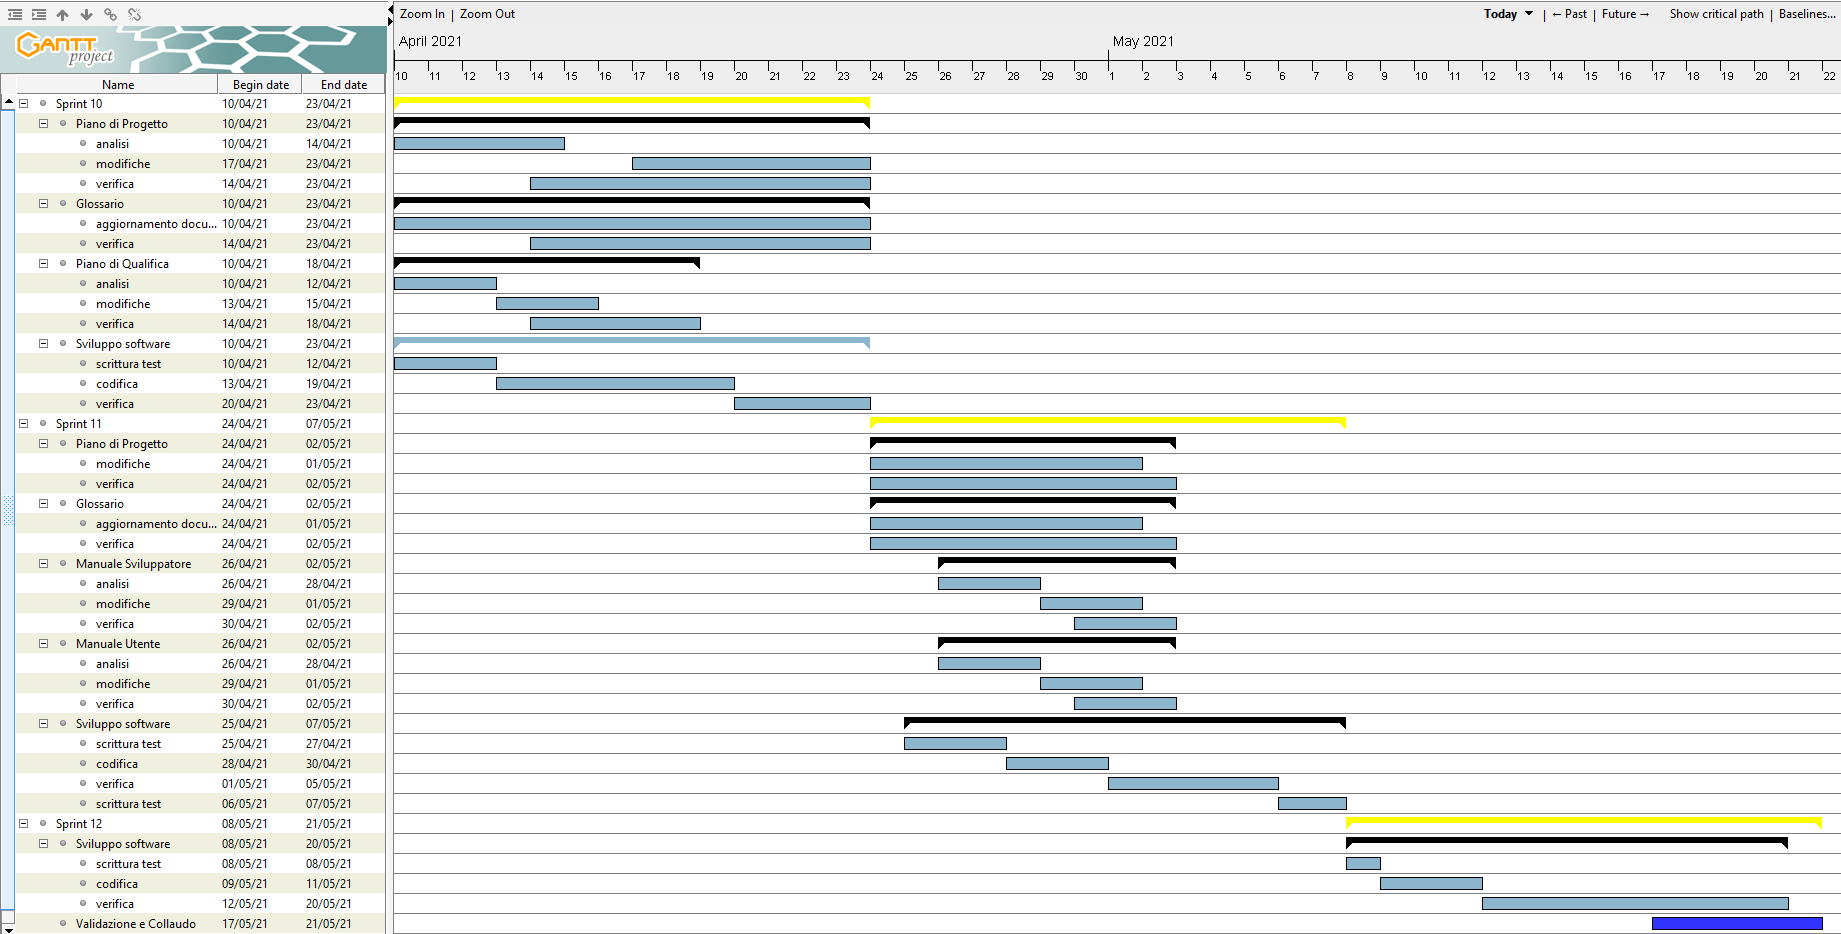 Zoom In | Zoom Out Today | ←Past | Future→ Show critical path | Baselines...
GANTT project
April 2021 May 2021
10 11 12 13 14 15 16 17 18 19 20 21 22 23 24 25 26 27 28 29 30 1 2 3 4 5 6 7 8 9 10 11 12 13 14 15 16 17 18 19 20 21 22
Name Begin date End date
Sprint 10 10/04/21 23/04/21
Piano di Progetto 10/04/21 23/04/21
analisi 10/04/21 14/04/21
modifiche 17/04/21 23/04/21
verifica 14/04/21 23/04/21
Glossario 10/04/21 23/04/21
aggiornamento docu... 10/04/21 23/04/21
verifica 14/04/21 23/04/21
Piano di Qualifica 10/04/21 18/04/21
analisi 10/04/21 12/04/21
modifiche 13/04/21 15/04/21
verifica 14/04/21 18/04/21
Sviluppo software 10/04/21 23/04/21
scrittura test 10/04/21 12/04/21
codifica 13/04/21 19/04/21
verifica 20/04/21 23/04/21
Sprint 11 24/04/21 07/05/21
Piano di Progetto 24/04/21 02/05/21
modifiche 24/04/21 01/05/21
verifica 24/04/21 02/05/21
Glossario 24/04/21 02/05/21
aggiornamento docu... 24/04/21 01/05/21
verifica 24/04/21 02/05/21
Manuale Sviluppatore 26/04/21 02/05/21
analisi 26/04/21 28/04/21
modifiche 29/04/21 01/05/21
verifica 30/04/21 02/05/21
Manuale Utente 26/04/21 02/05/21
analisi 26/04/21 28/04/21
modifiche 29/04/21 01/05/21
verifica 30/04/21 02/05/21
Sviluppo software 25/04/21 07/05/21
scrittura test 25/04/21 27/04/21
codifica 28/04/21 30/04/21
verifica 01/05/21 05/05/21
scrittura test 06/05/21 07/05/21
Sprint 12 08/05/21 21/05/21
Sviluppo software 08/05/21 20/05/21
scrittura test 08/05/21 08/05/21
codifica 09/05/21 11/05/21
verifica 12/05/21 20/05/21
Validazione e Collaudo 17/05/21 21/05/21